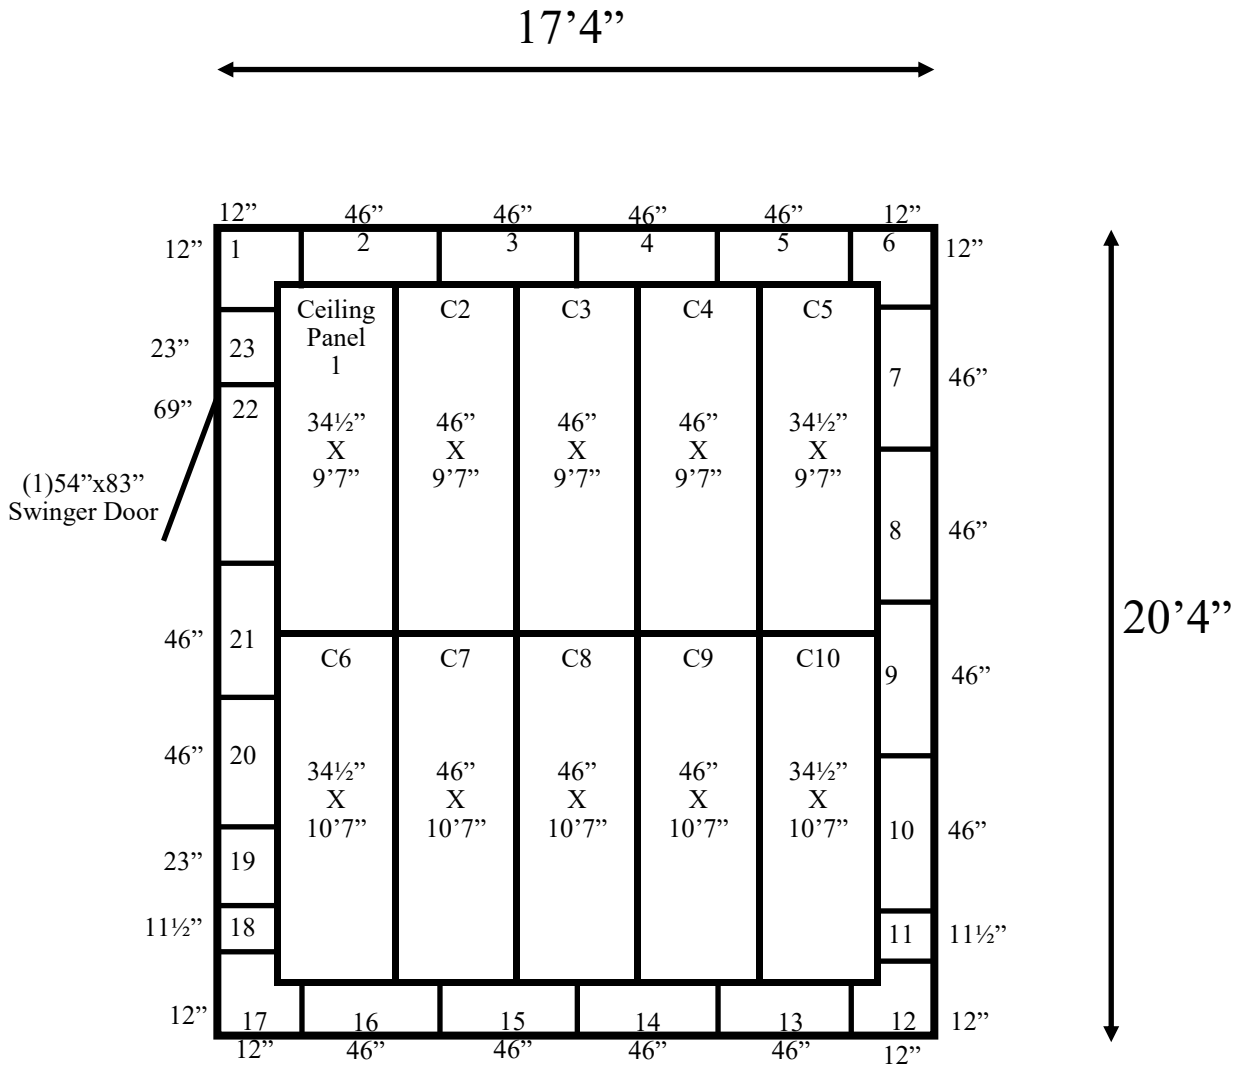 17’4”
12” 46” 46” 46” 46” 12”
12” 1 2 3 4 5 6 12”
Ceiling
Panel
1
C2 C3 C4 C5
23” 23
7 46”
69” 22
34½”
X
9’7”
46”
X
9’7”
46”
X
9’7”
46”
X
9’7”
34½”
X
9’7”
(1)54”x83”
Swinger Door
8 46”
20’4”
46” 21
C6 C7 C8 C9 C10
9 46”
46” 20
34½”
X
10’7”
46”
X
10’7”
46”
X
10’7”
46”
X
10’7”
34½”
X
10’7”
10 46”
23” 19
11½” 18
11 11½”
12” 17 16 15 14 13 12 12”
12” 46” 46” 46” 46” 12”